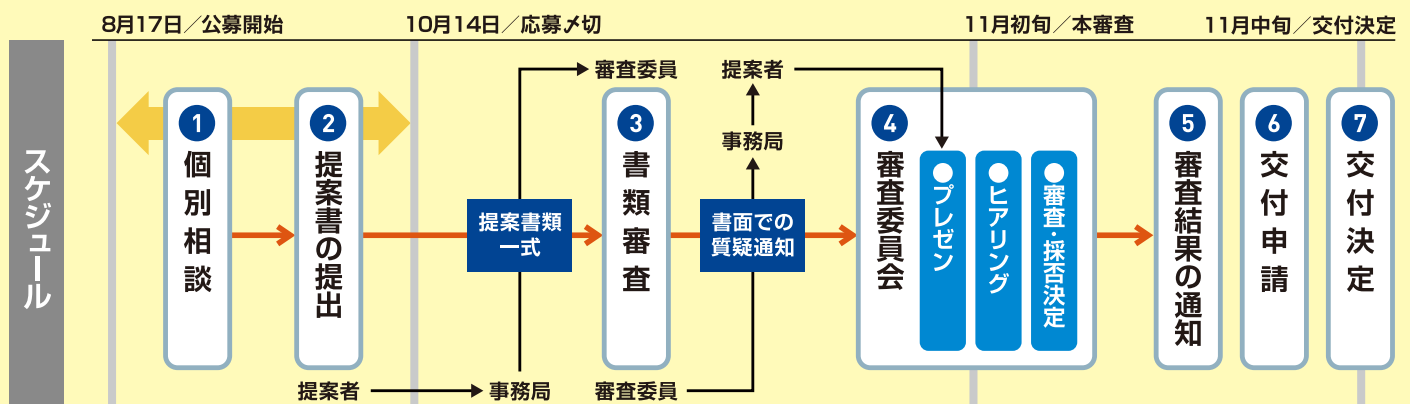 8月17日／公募開始
10月14日／応募〆切
11月初旬／本審査
11月中旬／交付決定
スケジュール
1
個別相談
2
提案書の提出
提案者
事務局
提案書類
一式
審査委員
3
書類審査
審査委員
書面での
質疑通知
事務局
提案者
4
審査委員会
●プレゼン
●ヒアリング
●審査・採否決定
5
審査結果の通知
6
交付申請
7
交付決定